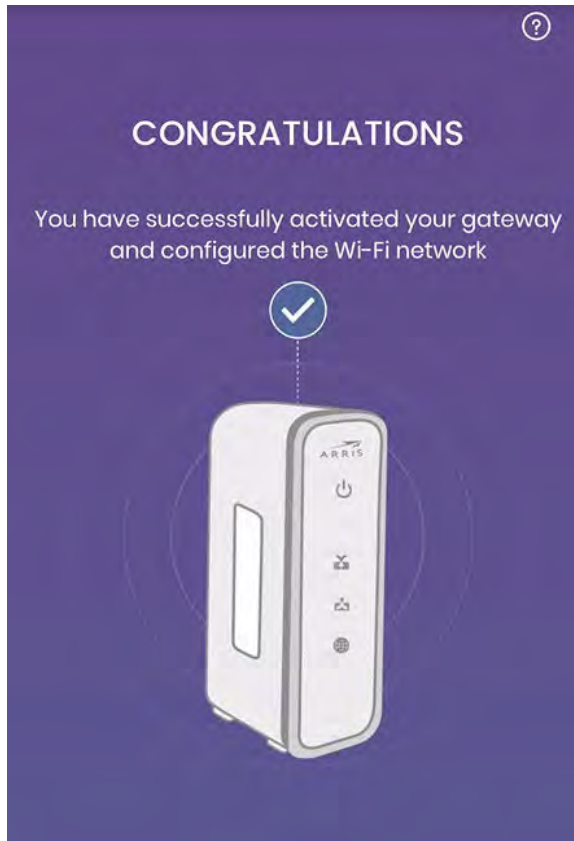 ?
CONGRATULATIONS
You have successfully activated your gateway
and configured the Wi-Fi network
ARRIS